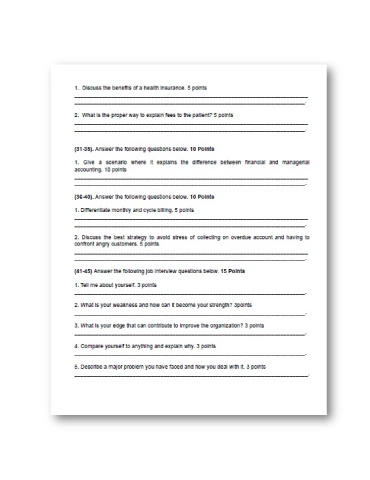 1. Discuss the benefits of a health insurance. 5 points
2. What is the proper way to explain fees to the patient? 5 points
(31-35). Answer the following questions below. 10 Points
1. Give a scenario where it explains the difference between financial and managerial
accounting. 10 points
(36-40). Answer the following questions below. 10 Points
1. Differentiate monthly and cycle billing. 5 points
2. Discuss the best strategy to avoid stress of collecting on overdue account and having to
confront angry customers. 5 points
(41-45) Answer the following job interview questions below. 15 Points
1. Tell me about yourself. 3 points
2. What is your weakness and how can it become your strength? 3points
3. What is your edge that can contribute to improve the organization? 3 points
4. Compare yourself to anything and explain why. 3 points
5. Describe a major problem you have faced and how you deal with it. 3 points